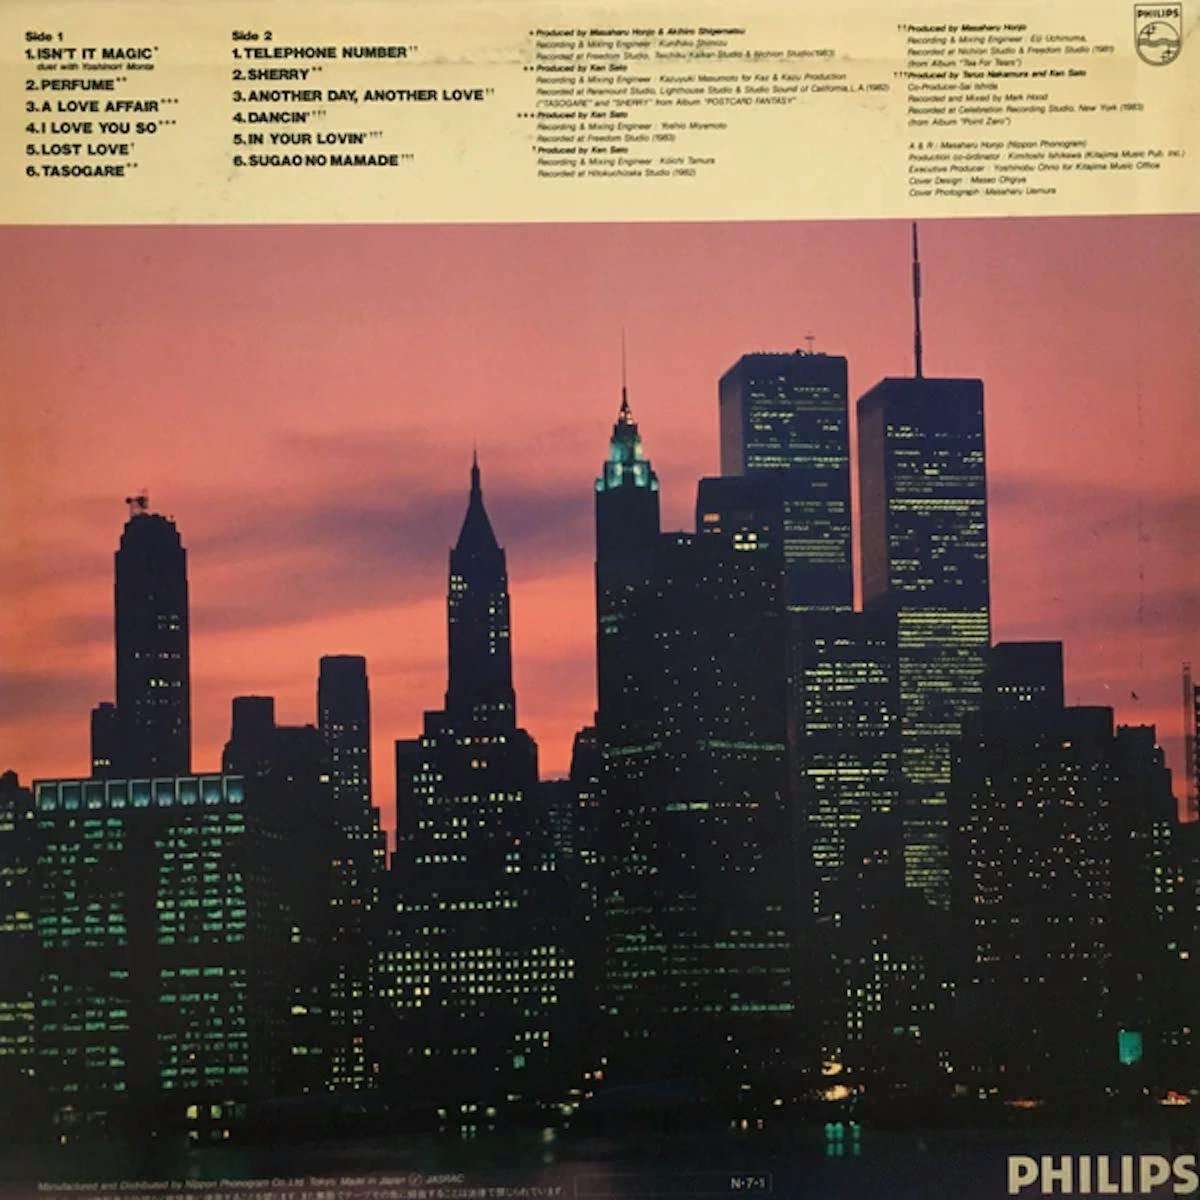 Side 1
1.ISN'T IT MAGIC*
duet with Yoshinori Monta
2.PERFUME**
3.A LOVE AFFAIR***
4.I LOVE YOU SO***
5.LOST LOVE†
6.TASOGARE**
Side 2
1.TELEPHONE NUMBER††
2.SHERRY**
3.ANOTHER DAY, ANOTHER LOVE††
4.DANCIN'†††
5.IN YOUR LOVIN'†††
6.SUGAO NO MAMADE†††
*Produced by Masaharu Honjo & Akihiro Shigematsu
Recording & Mixing Engineer : Kunihiko Shimizu
Recorded at Freedom Studio, Teichiku Kaikan Studio & Nichion Studio(1983)
**Produced by Ken Sato
Recording & Mixing Engineer : Kazuyuki Masumoto for Kaz & Kazu Production
Recorded at Paramount Studio, Lighthouse Studio & Studio Sound of California,L.A.(1982)
("TASOGARE" and "SHERRY" from Album "POSTCARD FANTASY"
***Produced by Ken Sato
Recording & Mixing Engineer : Yoshio Miyamoto
Recorded at Freedom Studio (1983)
†Produced by Ken Sato
Recording & Mixing Engineer : Koichi Tamura
Recorded at Hitokuchizaka Studio (1982)
††Produced by Masaharu Honjo
Recording & Mixing Engineer : Eiji Uchinuma,
Recorded at Nichion Studio & Freedom Studio (1981)
(from Album "Tea For Tears")
†††Produced by Teruo Nakamura and Ken Sato
Co-Producer-Sai Ishida
Recorded and Mixed by Mark Hood
Recorded at Celebration Recording Studio, New York (1983)
(from Album "Point Zero")
A & R : Masaharu Honjo (Nippon Phonogram)
Production co-ordinator : Kimitoshi Ishikawa (Kitajima Music Pub. Inc.)
Executive Producer : Yoshinobu Ohno for Kitajima Music Office
Cover Design : Masao Ohgiya
Cover Photograph : Masaharu Uemura
PHILIPS
Manufactured and Distributed by Nippon Phonogram Co.,Ltd. Tokyo. Made in Japan Ⓟ JASRAC
N-7-1
PHILIPS